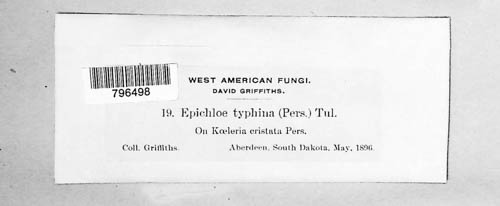 WEST AMERICAN FUNGI.
DAVID GRIFFITHS.
796498
19. Epichloe typhina (Pers.) Tul.
On Kœleria cristata Pers.
Coll. Griffiths. Aberdeen, South Dakota, May, 1896.